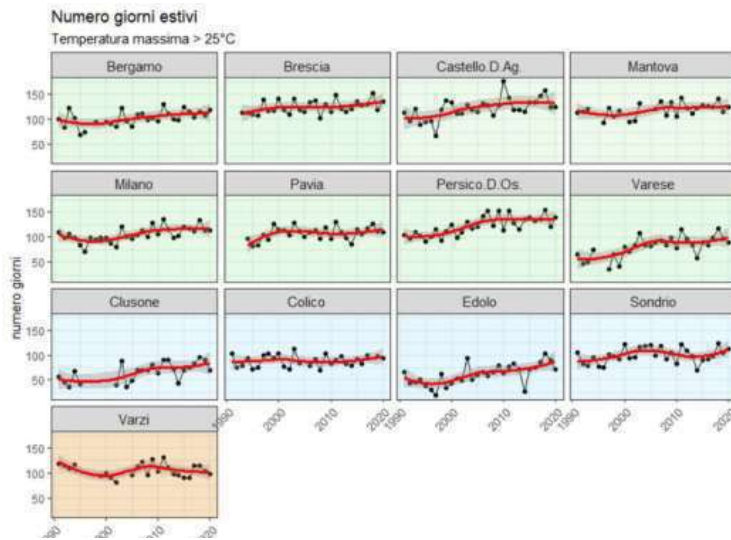 Numero giorni estivi
Temperatura massima > 25°C
Bergamo Brescia Castello.D.Ag. Mantova
150
100
50
Milano Pavia Persico.D.Os. Varese
150
100
50
numero giorni
Clusone Colico Edolo Sondrio
150
100
50
1990 2000 2010 2020 1990 2000 2010 2020 1990 2000 2010 2020
Varzi
150
100
50
1990 2000 2010 2020